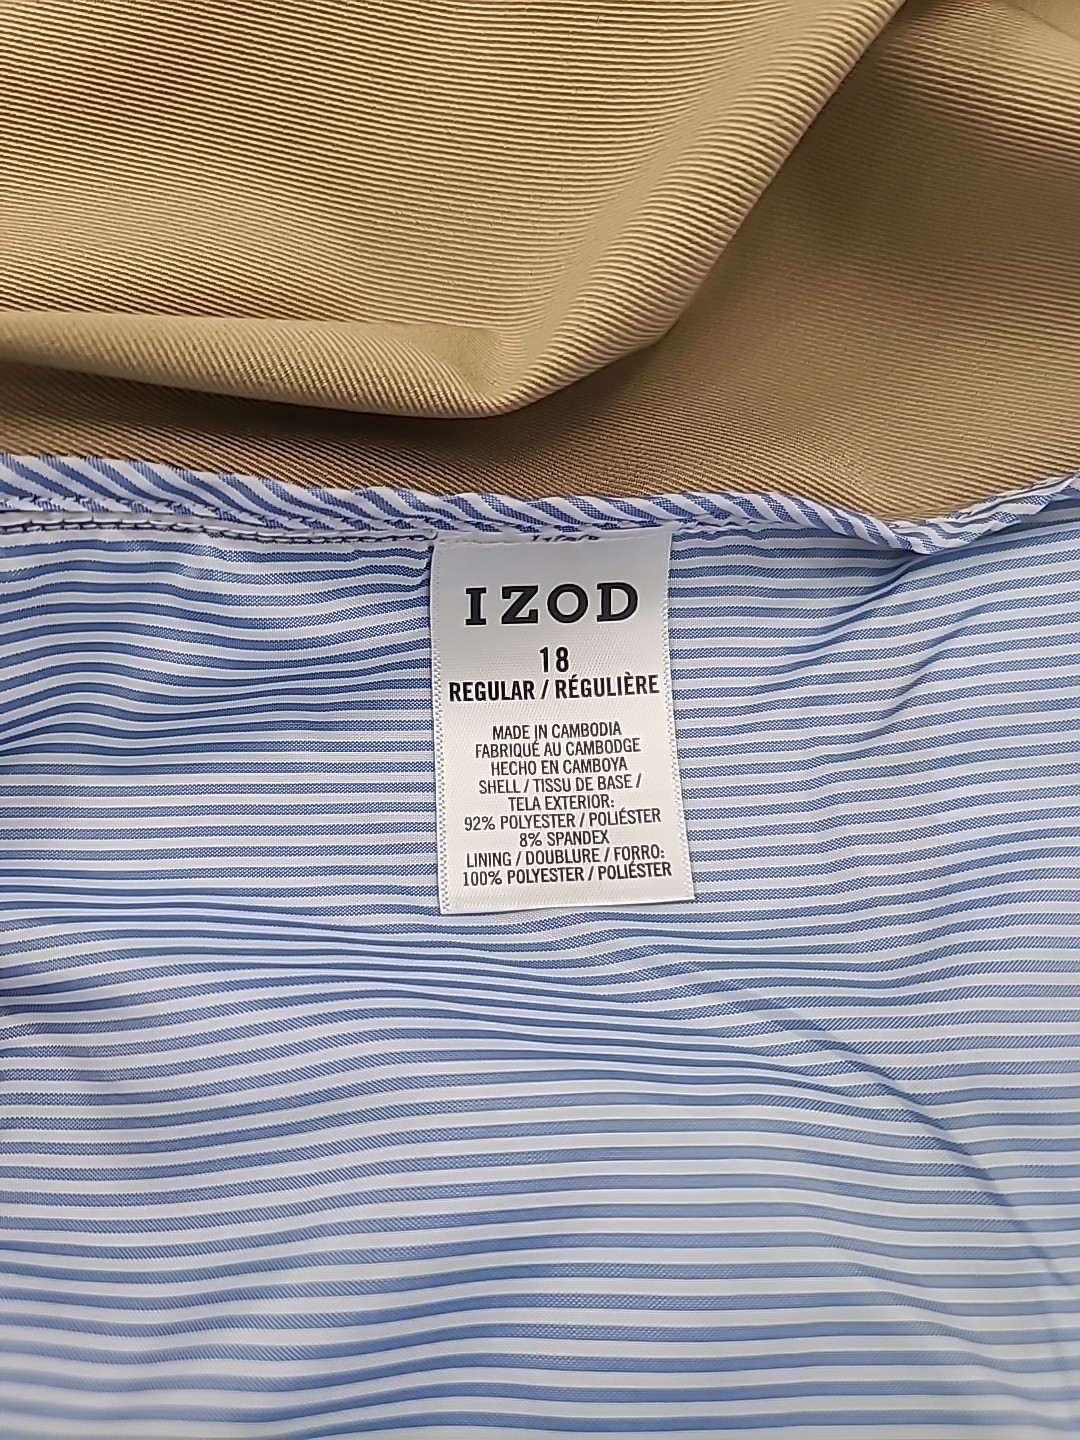 IZOD
18
REGULAR / RÉGULIÈRE
MADE IN CAMBODIA
FABRIQUÉ AU CAMBODGE
HECHO EN CAMBOYA
SHELL / TISSU DE BASE /
TELA EXTERIOR:
92% POLYESTER / POLIÉSTER
8% SPANDEX
LINING / DOUBLURE / FORRO:
100% POLYESTER / POLIÉSTER